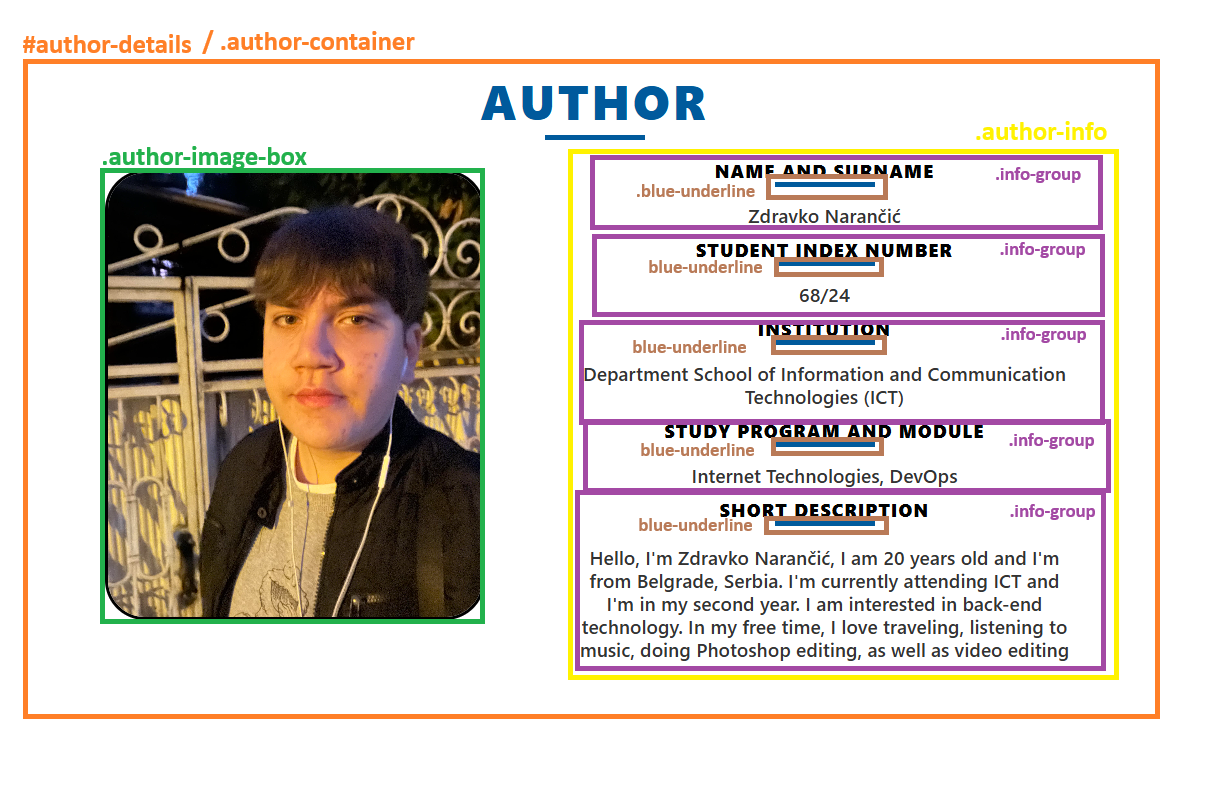 #author-details / .author-container
AUTHOR
.author-info
.author-image-box
NAME AND SURNAME
.info-group
.blue-underline
Zdravko Narančić
STUDENT INDEX NUMBER
.info-group
blue-underline
68/24
INSTITUTION
.info-group
blue-underline
Department School of Information and Communication
Technologies (ICT)
STUDY PROGRAM AND MODULE
.info-group
blue-underline
Internet Technologies, DevOps
SHORT DESCRIPTION
.info-group
blue-underline
Hello, I'm Zdravko Narančić, I am 20 years old and I'm
from Belgrade, Serbia. I'm currently attending ICT and
I'm in my second year. I am interested in back-end
technology. In my free time, I love traveling, listening to
music, doing Photoshop editing, as well as video editing